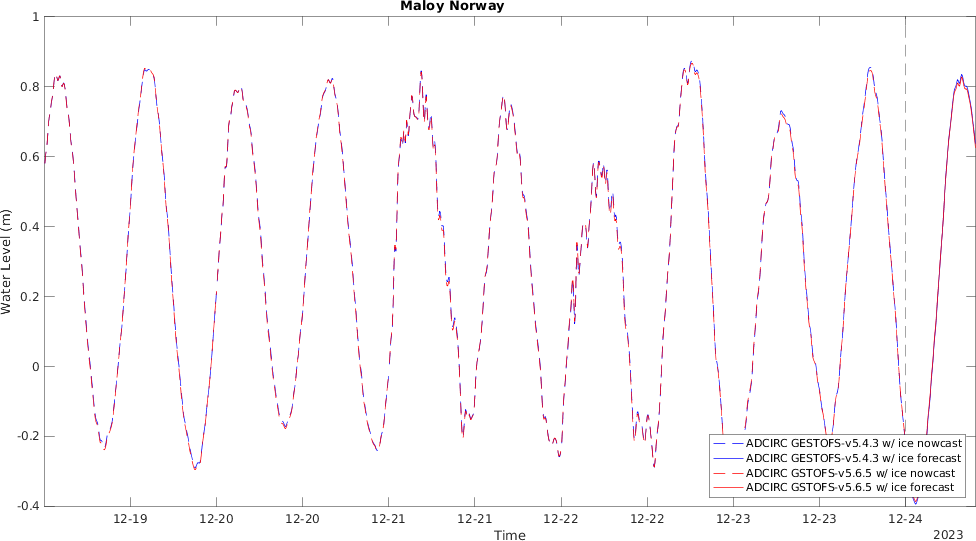 Maloy Norway
1
0.8
0.6
0.4
0.2
0
-0.2
-0.4
Water Level (m)
ADCIRC GESTOFS-v5.4.3 w/ ice nowcast
ADCIRC GESTOFS-v5.4.3 w/ ice forecast
ADCIRC GSTOFS-v5.6.5 w/ ice nowcast
ADCIRC GSTOFS-v5.6.5 w/ ice forecast
12-19 12-20 12-20 12-21 12-21 12-22 12-22 12-23 12-23 12-24
Time
2023